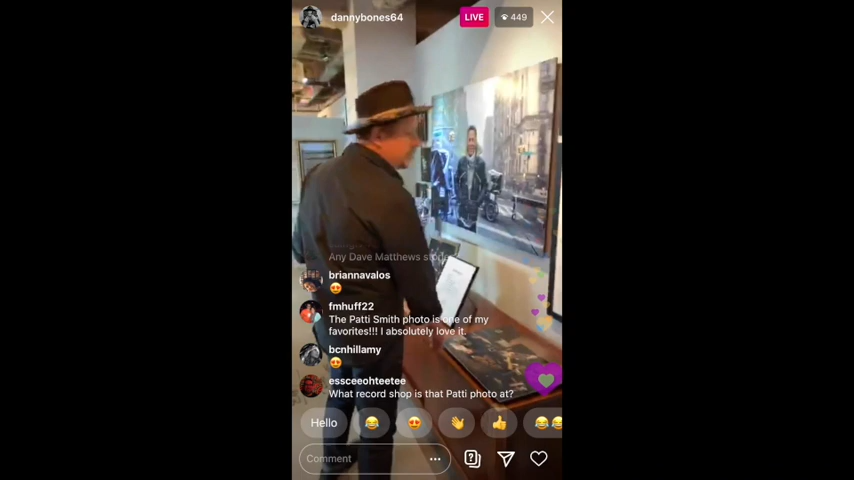 dannybones64
LIVE
449
Any Dave Matthews
briannavalos
😍
fmhuff22
The Patti Smith photo is one of my
favorites!!! I absolutely love it.
bcnhillamy
😍
essceeohteetee
What record shop is that Patti photo at?
Hello 😂 😍 👋 👍 😂😂
Comment